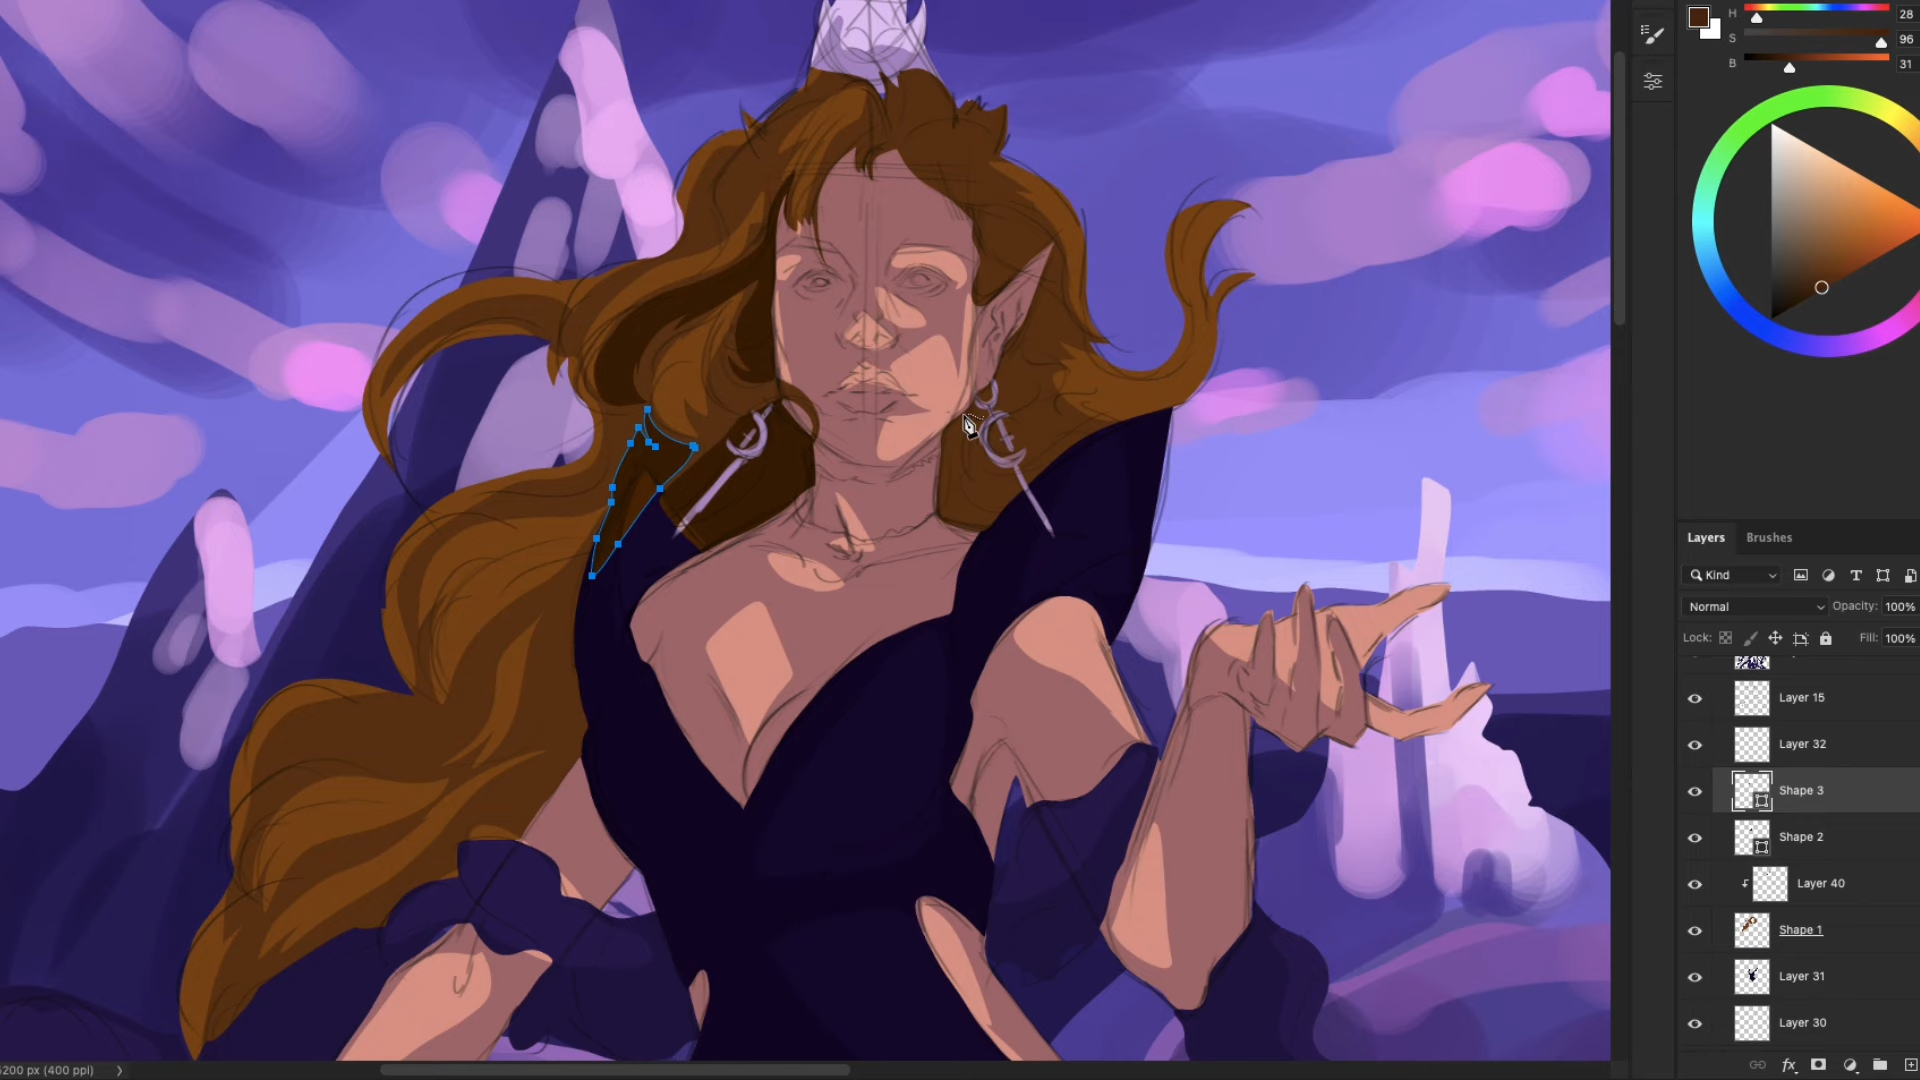 H 28
S 96
B 31
Layers Brushes
Kind
Normal Opacity: 100%
Lock: Fill: 100%
Layer 15
Layer 32
Shape 3
Shape 2
Layer 40
Shape 1
Layer 31
Layer 30
fx
200 px (400 ppi)